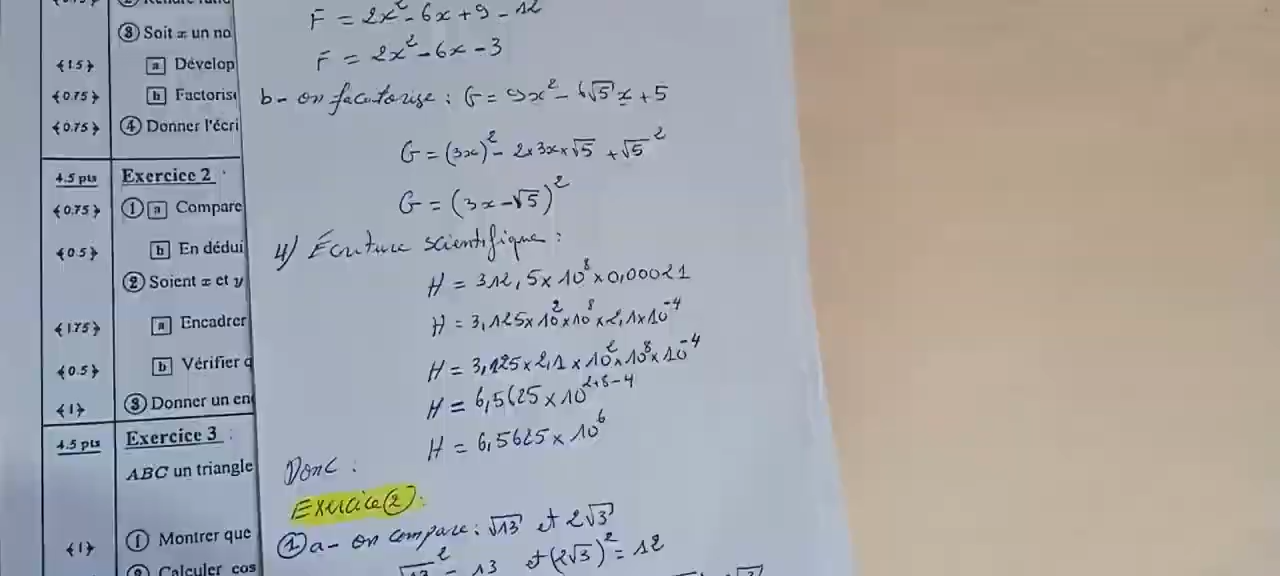 F = 2x² - 6x + 9 - 12
③ Soit x un no
F = 2x² - 6x - 3
(1.5) a Dévelop
(0.75) b Factorise
b- on factorise : G = 9x² - 6√5 x + 5
(0.75) ④ Donner l'écri
G = (3x)² - 2×3x×√5 + √5²
4.5 pts Exercice 2
(0.75) ① a Compare
G = (3x - √5)²
(0.5) b En dédui
4) Écriture scientifique :
② Soient x et y
H = 312,5×10⁸×0,00021
(1.75) a Encadrer
H = 3,125×10²×10⁸×2,1×10⁻⁴
(0.5) b Vérifier q
H = 3,125×2,1×10²×10⁸×10⁻⁴
(1) ③ Donner un en
H = 6,5625×10²⁺⁸⁻⁴
4.5 pts Exercice 3 :
H = 6,5625×10⁶
ABC un triangle
Donc :
Exercice ② :
(1) ① Montrer que
① a- on compare : √13 et 2√3
② Calculer cos
√13² = 13 et (2√3)² = 12